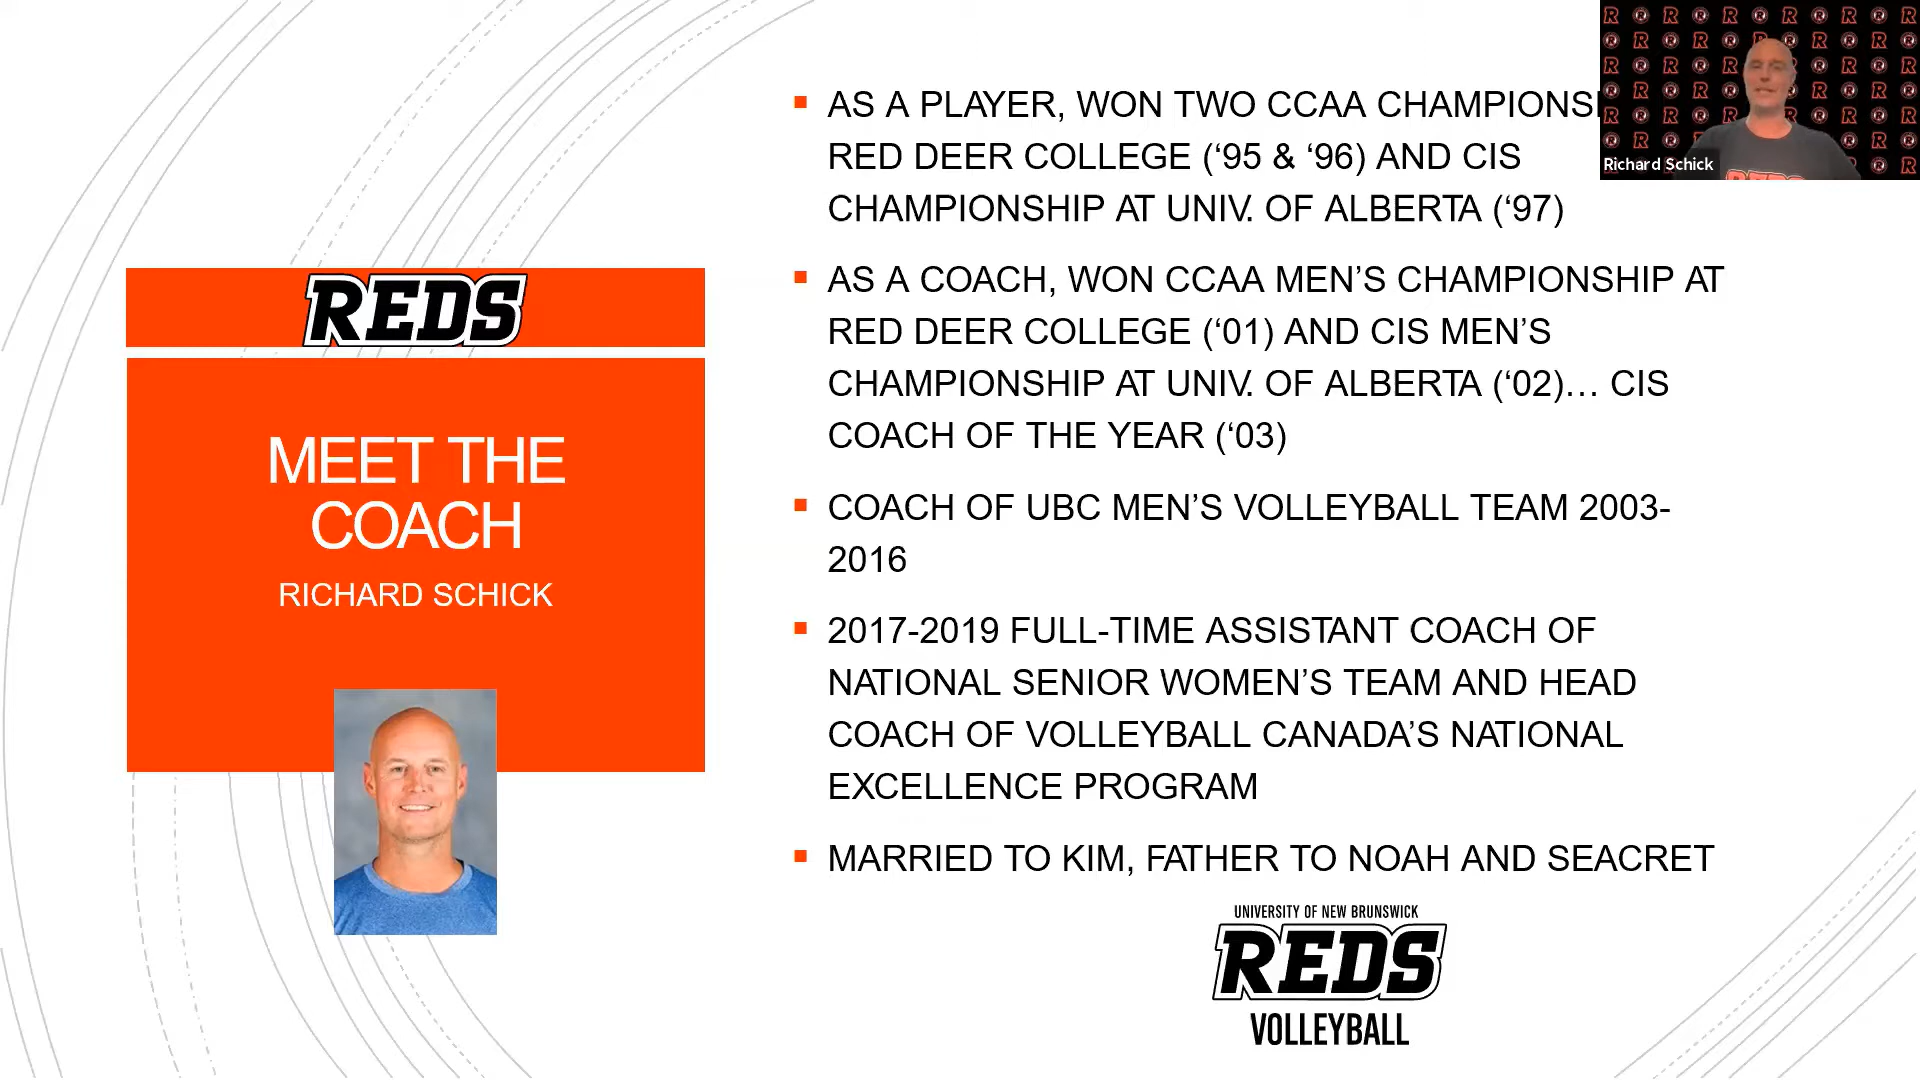 REDS
MEET THE
COACH
RICHARD SCHICK
AS A PLAYER, WON TWO CCAA
RED DEER COLLEGE (‘95 & ‘96) AND CIS
CHAMPIONSHIP AT UNIV. OF ALBERTA (‘97)
AS A COACH, WON CCAA MEN’S CHAMPIONSHIP AT
RED DEER COLLEGE (‘01) AND CIS MEN’S
CHAMPIONSHIP AT UNIV. OF ALBERTA (‘02)… CIS
COACH OF THE YEAR (‘03)
COACH OF UBC MEN’S VOLLEYBALL TEAM 2003-
2016
2017-2019 FULL-TIME ASSISTANT COACH OF
NATIONAL SENIOR WOMEN’S TEAM AND HEAD
COACH OF VOLLEYBALL CANADA’S NATIONAL
EXCELLENCE PROGRAM
MARRIED TO KIM, FATHER TO NOAH AND SEACRET
UNIVERSITY OF NEW BRUNSWICK
REDS
VOLLEYBALL
Richard Schick